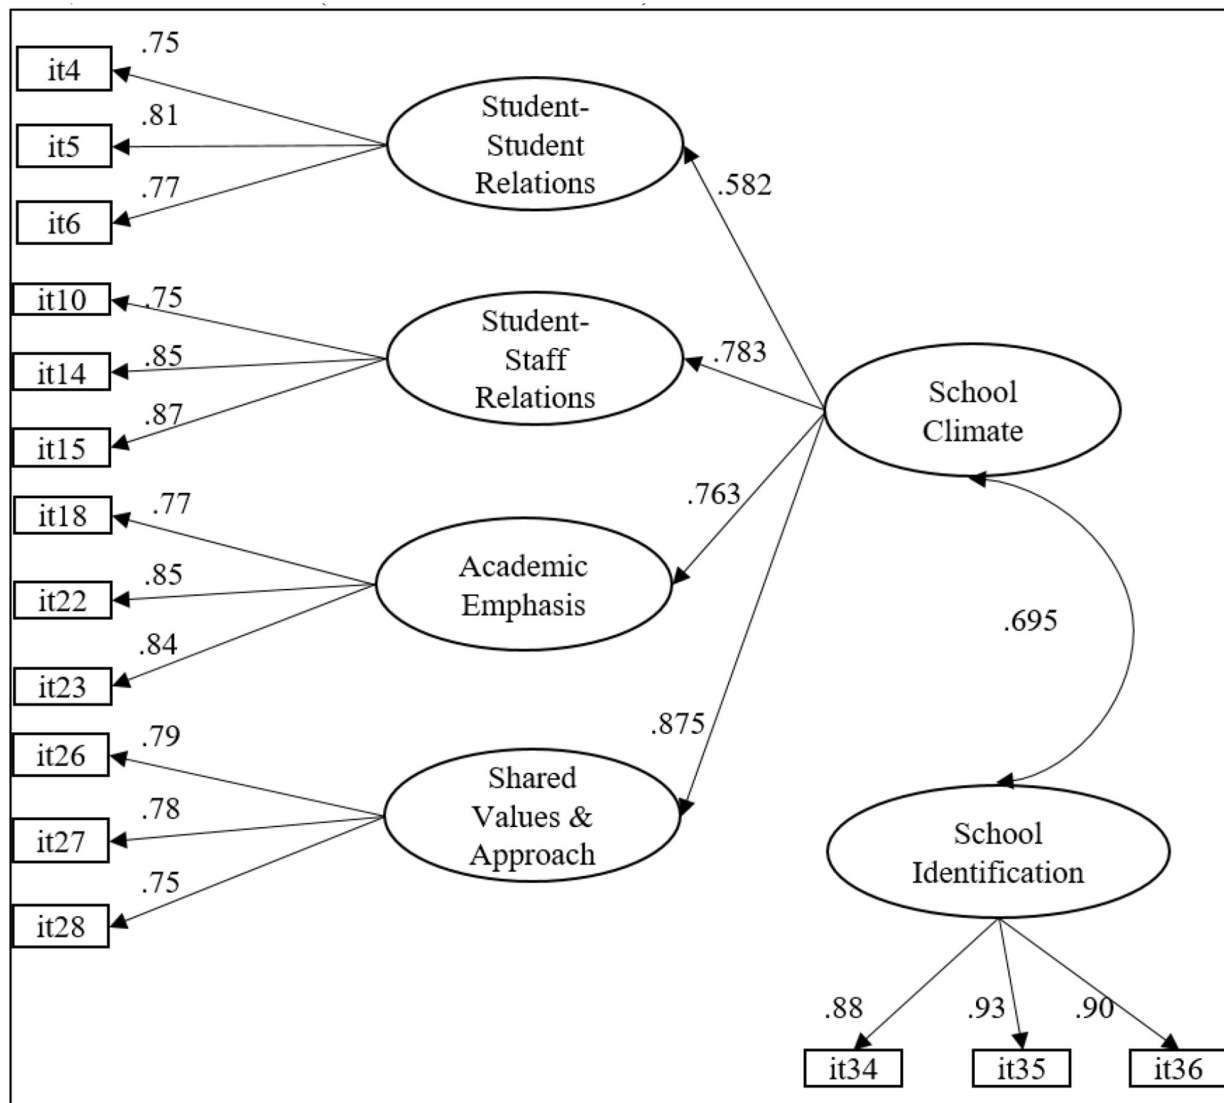 it4
.75
it5
.81
it6
.77
Student-
Student
Relations
.582
it10
.75
it14
.85
it15
.87
Student-
Staff
Relations
.783
School
Climate
it18
.77
it22
.85
it23
.84
Academic
Emphasis
.763
.695
it26
.79
it27
.78
it28
.75
Shared
Values &
Approach
.875
School
Identification
.88
.93
.90
it34
it35
it36